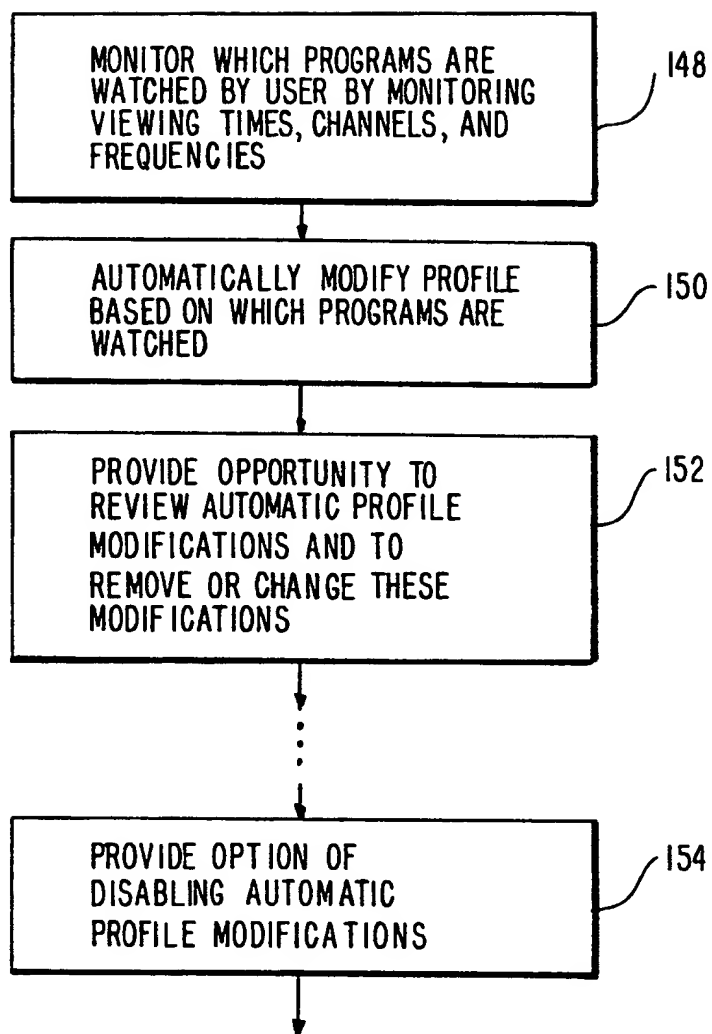 MONITOR WHICH PROGRAMS ARE
WATCHED BY USER BY MONITORING
VIEWING TIMES, CHANNELS, AND
FREQUENCIES
148
AUTOMATICALLY MODIFY PROFILE
BASED ON WHICH PROGRAMS ARE
WATCHED
150
PROVIDE OPPORTUNITY TO
REVIEW AUTOMATIC PROFILE
MODIFICATIONS AND TO
REMOVE OR CHANGE THESE
MODIFICATIONS
152
PROVIDE OPTION OF
DISABLING AUTOMATIC
PROFILE MODIFICATIONS
154